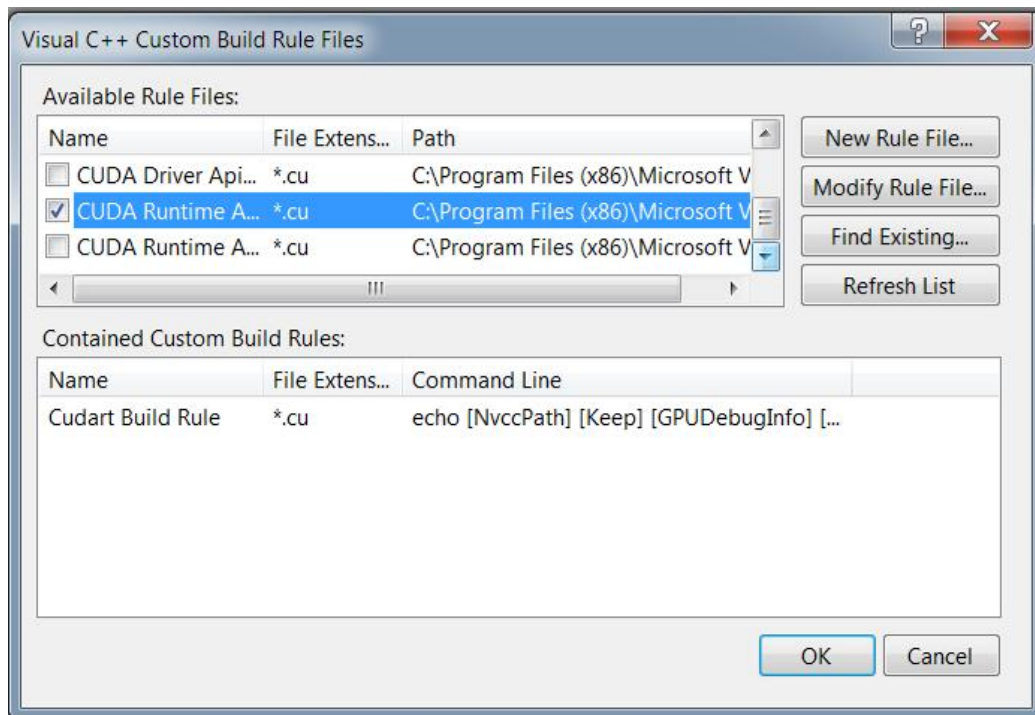 Visual C++ Custom Build Rule Files
Available Rule Files:
Name File Extens... Path
CUDA Driver Api... *.cu C:\Program Files (x86)\Microsoft V
CUDA Runtime A... *.cu C:\Program Files (x86)\Microsoft V
CUDA Runtime A... *.cu C:\Program Files (x86)\Microsoft V
New Rule File...
Modify Rule File...
Find Existing...
Refresh List
Contained Custom Build Rules:
Name File Extens... Command Line
Cudart Build Rule *.cu echo [NvccPath] [Keep] [GPUDebugInfo] [...
OK Cancel